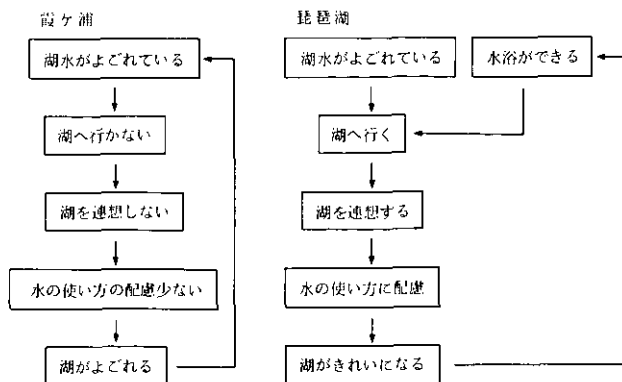 霞ヶ浦
湖水がよごれている
湖へ行かない
湖を連想しない
水の使い方の配慮少ない
湖がよごれる
琵琶湖
湖水がよごれている
水浴ができる
湖へ行く
湖を連想する
水の使い方に配慮
湖がきれいになる